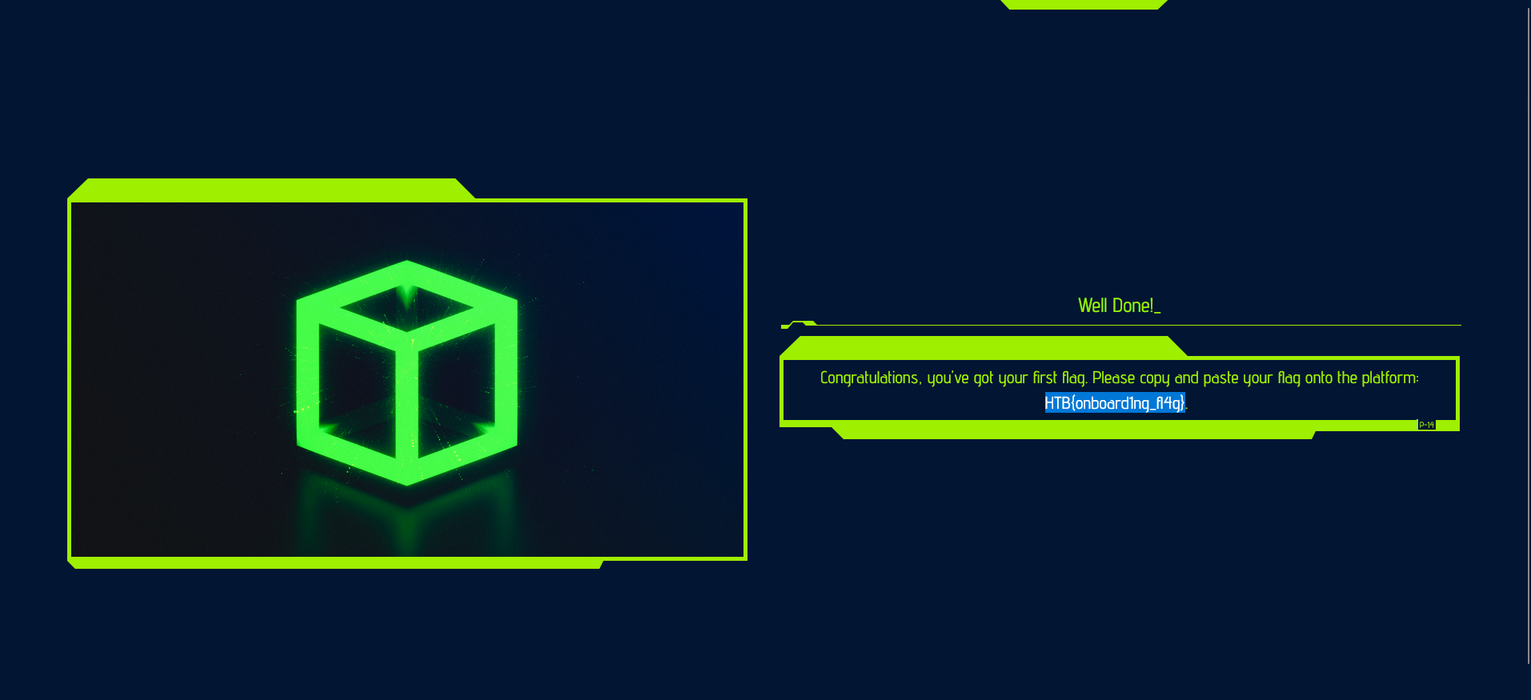 Well Done!_
Congratulations, you've got your first flag. Please copy and paste your flag onto the platform:
HTB{onboard1ng_fl4g}.
P-14